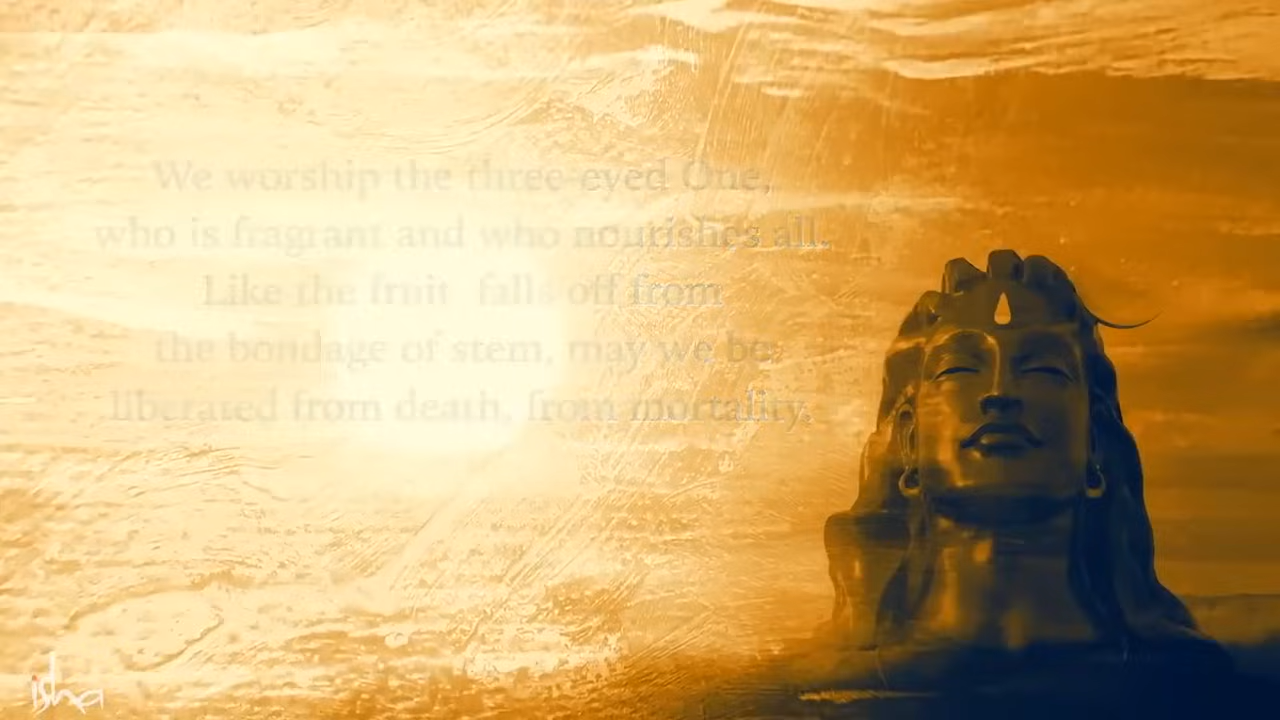 We worship the three-eyed One,
who is fragrant and who nourishes all.
Like the fruit falls off from
the bondage of stem, may we be
liberated from death, from mortality.
isha